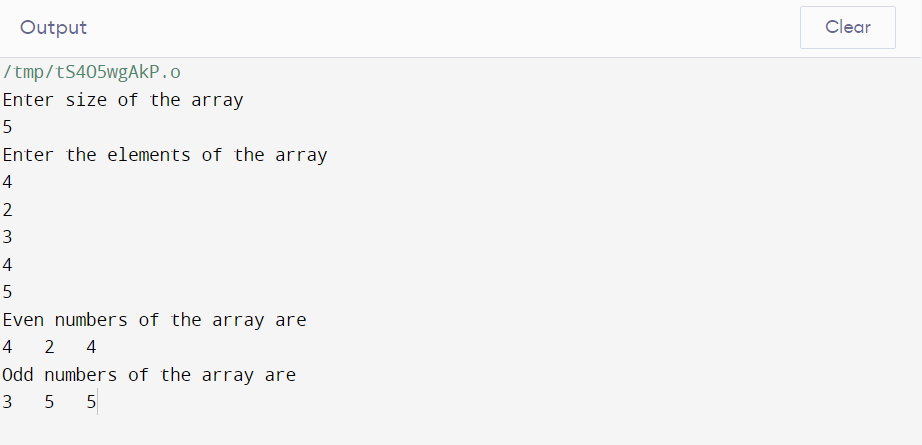 Output
Clear
/tmp/tS4O5wgAkP.o
Enter size of the array
5
Enter the elements of the array
4
2
3
4
5
Even numbers of the array are
4   2   4
Odd numbers of the array are
3   5   5